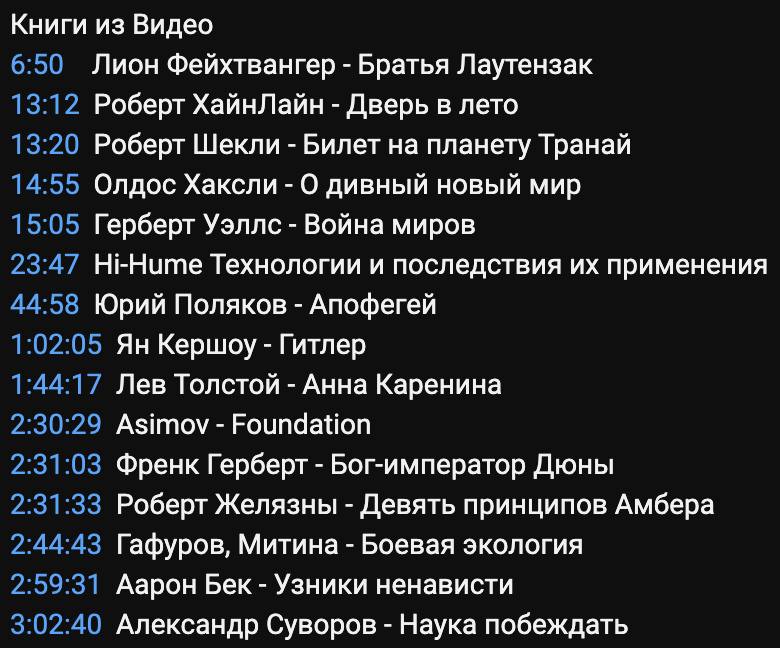 Книги из Видео
6:50 Лион Фейхтвангер - Братья Лаутензак
13:12 Роберт ХайнЛайн - Дверь в лето
13:20 Роберт Шекли - Билет на планету Транай
14:55 Олдос Хаксли - О дивный новый мир
15:05 Герберт Уэллс - Война миров
23:47 Hi-Hume Технологии и последствия их применения
44:58 Юрий Поляков - Апофегей
1:02:05 Ян Кершоу - Гитлер
1:44:17 Лев Толстой - Анна Каренина
2:30:29 Asimov - Foundation
2:31:03 Френк Герберт - Бог-император Дюны
2:31:33 Роберт Желязны - Девять принципов Амбера
2:44:43 Гафуров, Митина - Боевая экология
2:59:31 Аарон Бек - Узники ненависти
3:02:40 Александр Суворов - Наука побеждать